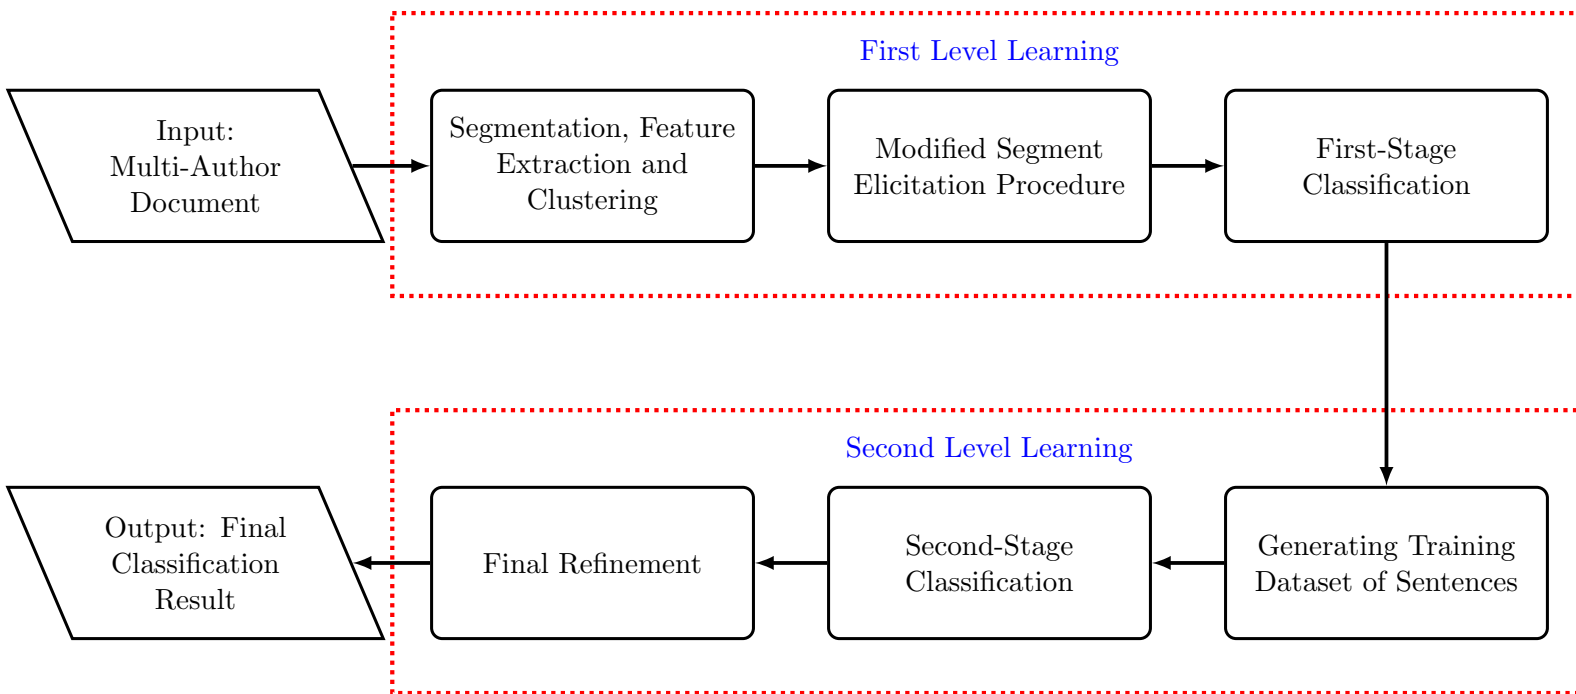 First Level Learning
Input:
Multi-Author
Document
Segmentation, Feature
Extraction and
Clustering
Modified Segment
Elicitation Procedure
First-Stage
Classification
Second Level Learning
Output: Final
Classification
Result
Final Refinement
Second-Stage
Classification
Generating Training
Dataset of Sentences